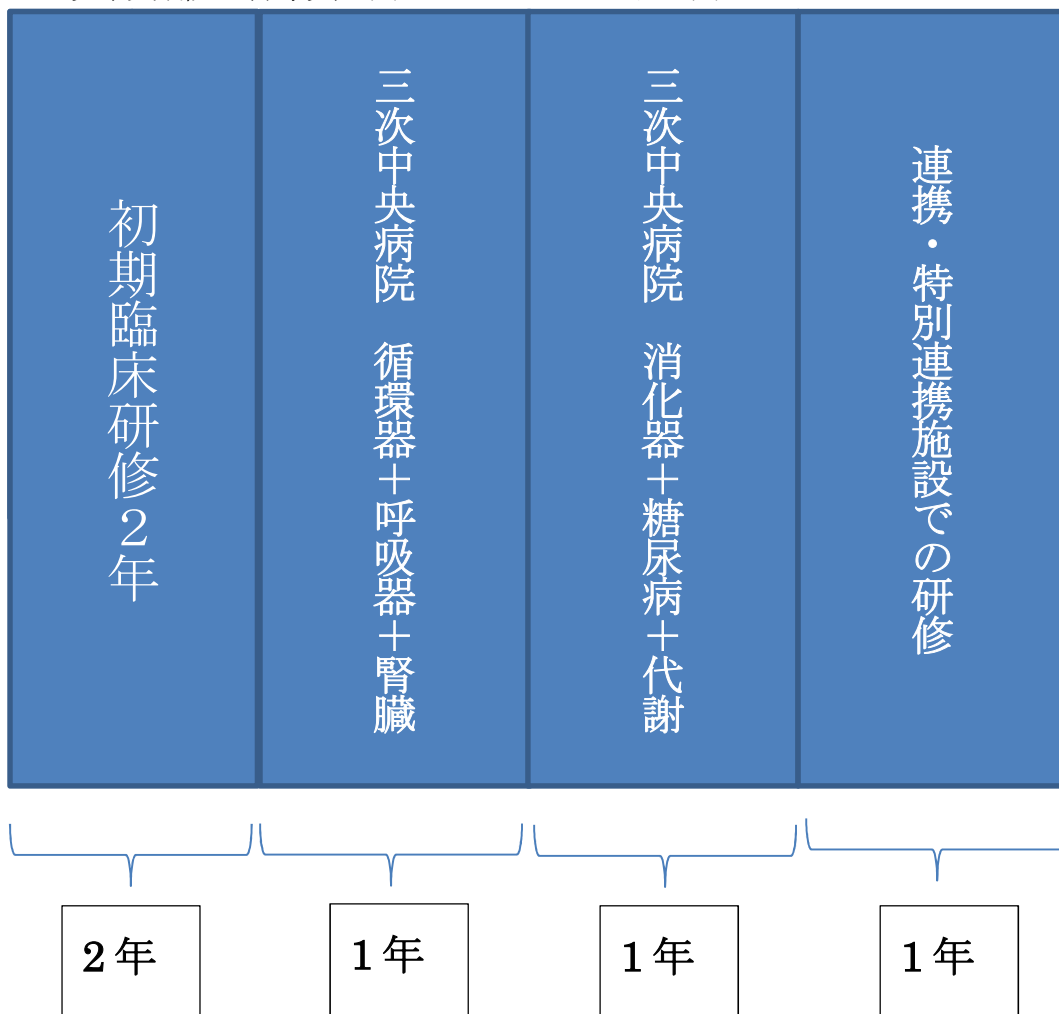 初期臨床研修２年
三次中央病院　循環器＋呼吸器＋腎臓
三次中央病院　消化器＋糖尿病＋代謝
連携・特別連携施設での研修
2年
1年
1年
1年